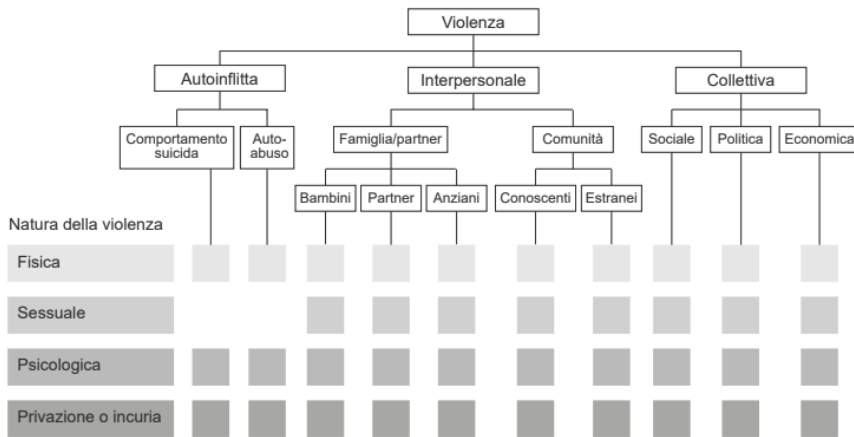 Violenza
Autoinflitta
Interpersonale
Collettiva
Comportamento
suicida
Auto-
abuso
Famiglia/partner
Comunità
Sociale
Politica
Economica
Bambini
Partner
Anziani
Conoscenti
Estranei
Natura della violenza
Fisica
Sessuale
Psicologica
Privazione o incuria